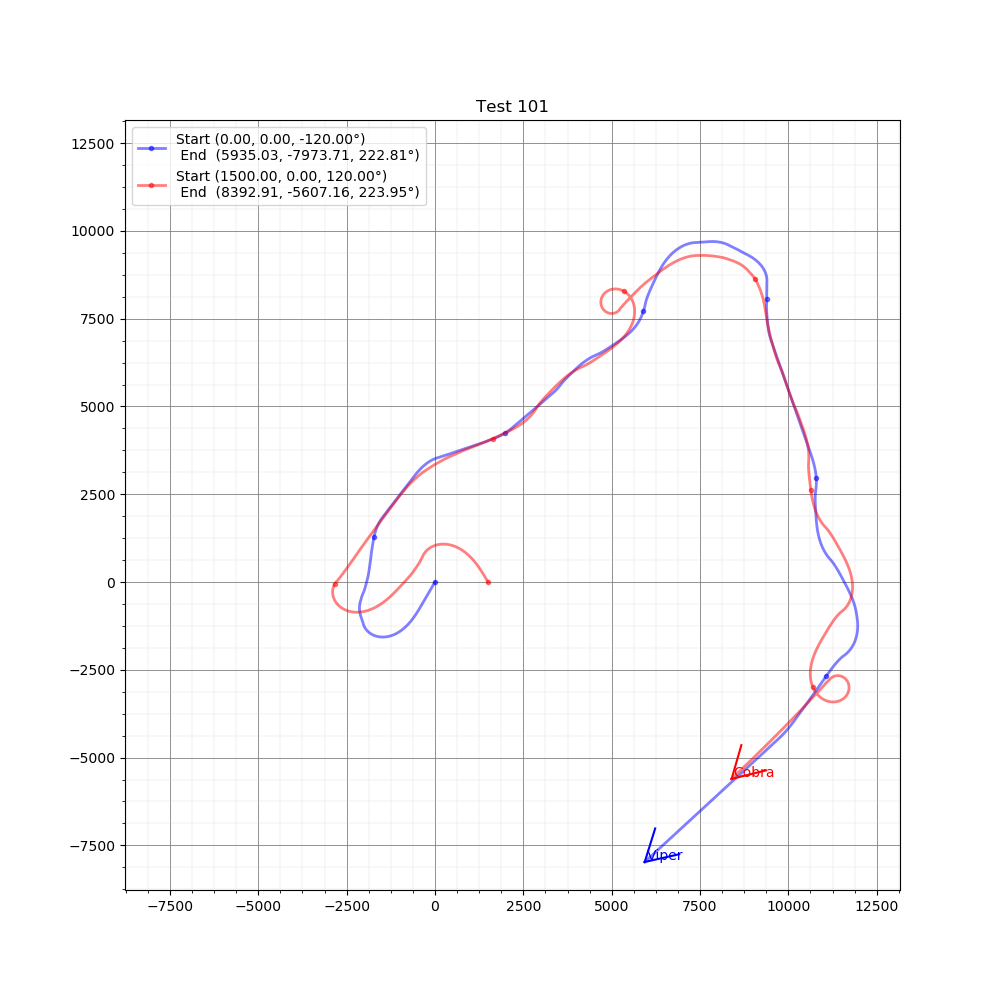 Test 101
Start (0.00, 0.00, -120.00°)
End  (5935.03, -7973.71, 222.81°)
Start (1500.00, 0.00, 120.00°)
End  (8392.91, -5607.16, 223.95°)
12500
10000
7500
5000
2500
0
−2500
−5000
−7500
Cobra
Viper
−7500 −5000 −2500 0 2500 5000 7500 10000 12500